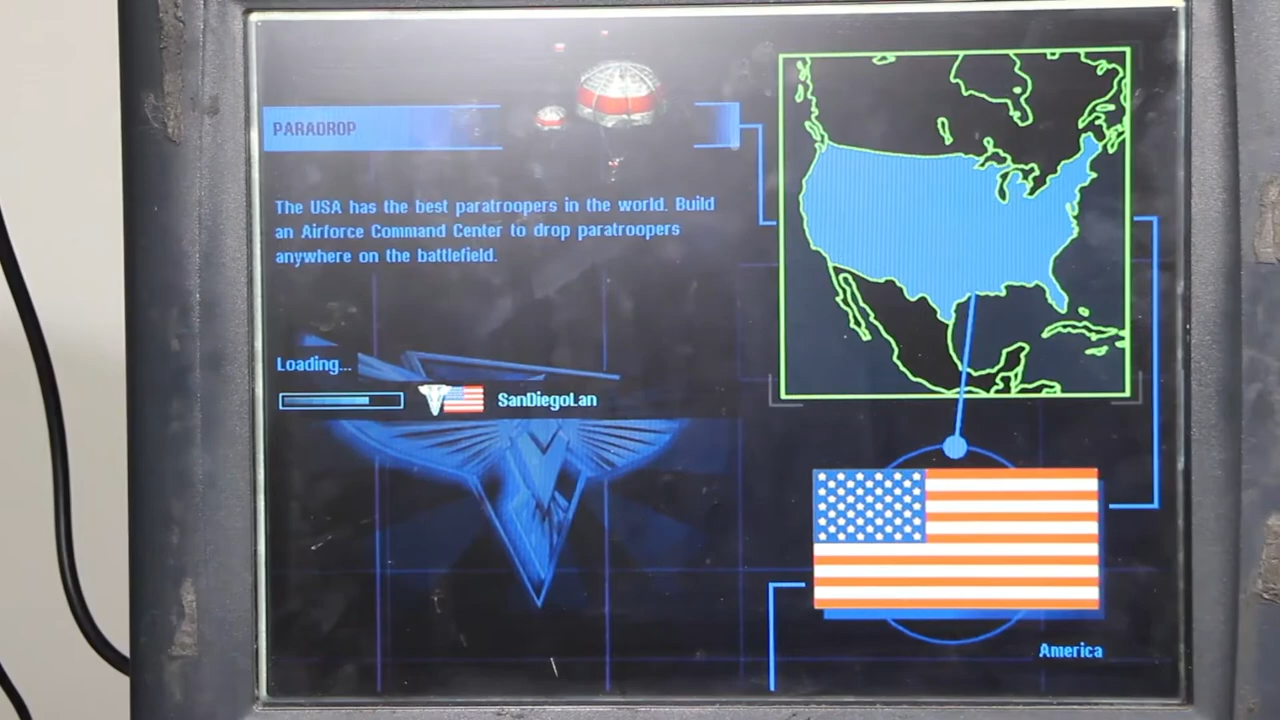 PARADROP
The USA has the best paratroopers in the world. Build
an Airforce Command Center to drop paratroopers
anywhere on the battlefield.
Loading...
SanDiegoLan
America